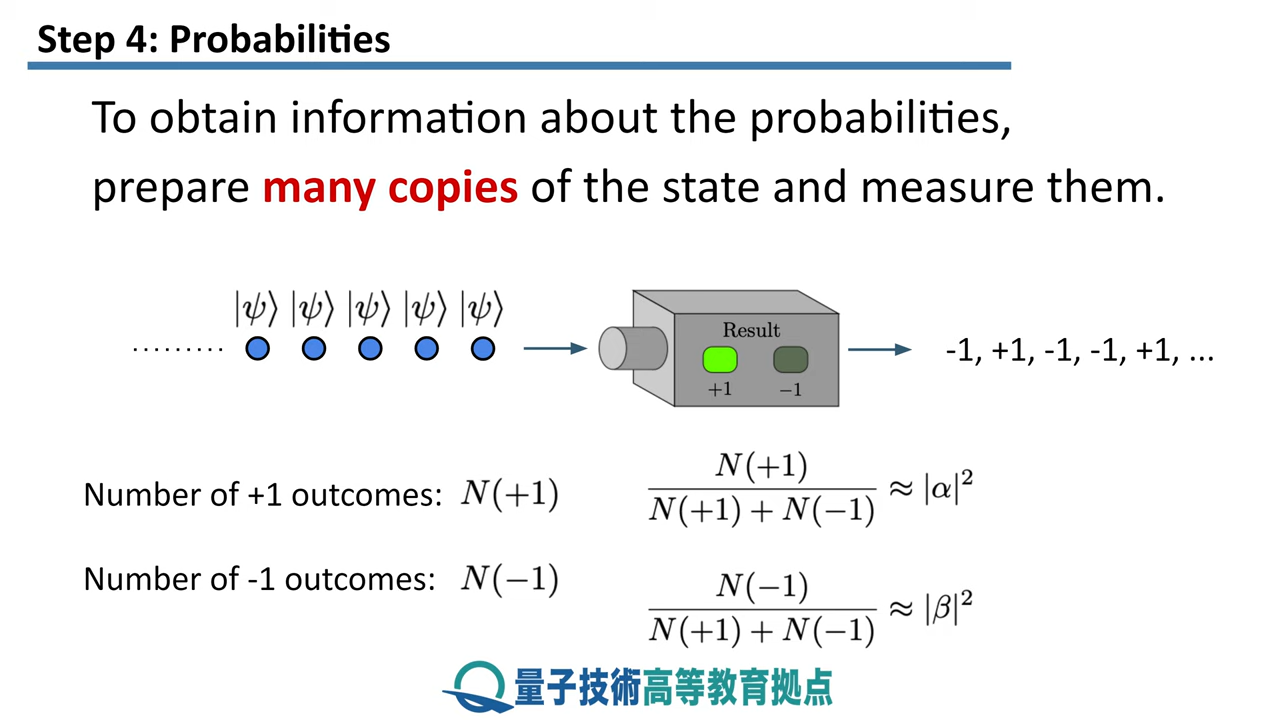 Step 4: Probabilities
To obtain information about the probabilities,
prepare many copies of the state and measure them.
|ψ⟩ |ψ⟩ |ψ⟩ |ψ⟩ |ψ⟩
.........
Result
+1 −1
-1, +1, -1, -1, +1, ...
Number of +1 outcomes: N(+1)
N(+1) / N(+1) + N(−1) ≈ |α|²
Number of -1 outcomes: N(−1)
N(−1) / N(+1) + N(−1) ≈ |β|²
量子技術高等教育拠点